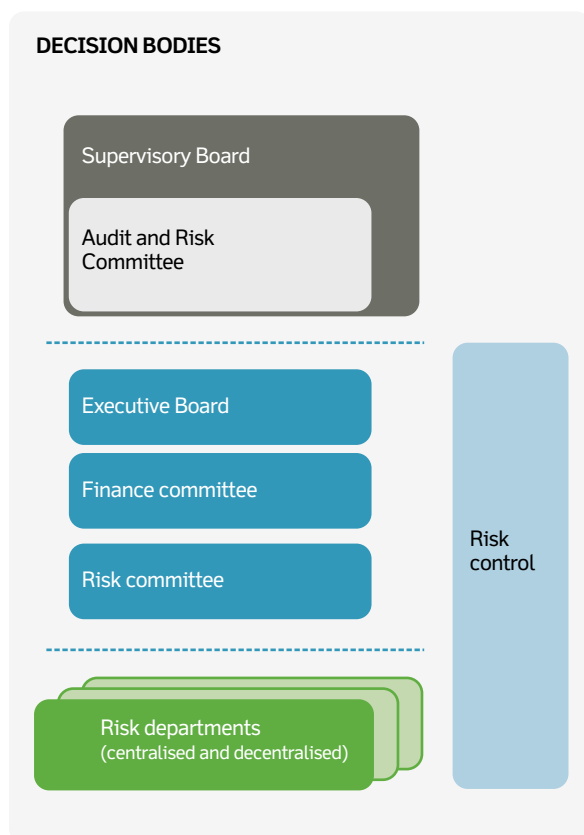 DECISION BODIES
Supervisory Board
Audit and Risk
Committee
Executive Board
Finance committee
Risk committee
Risk
control
Risk departments
(centralised and decentralised)